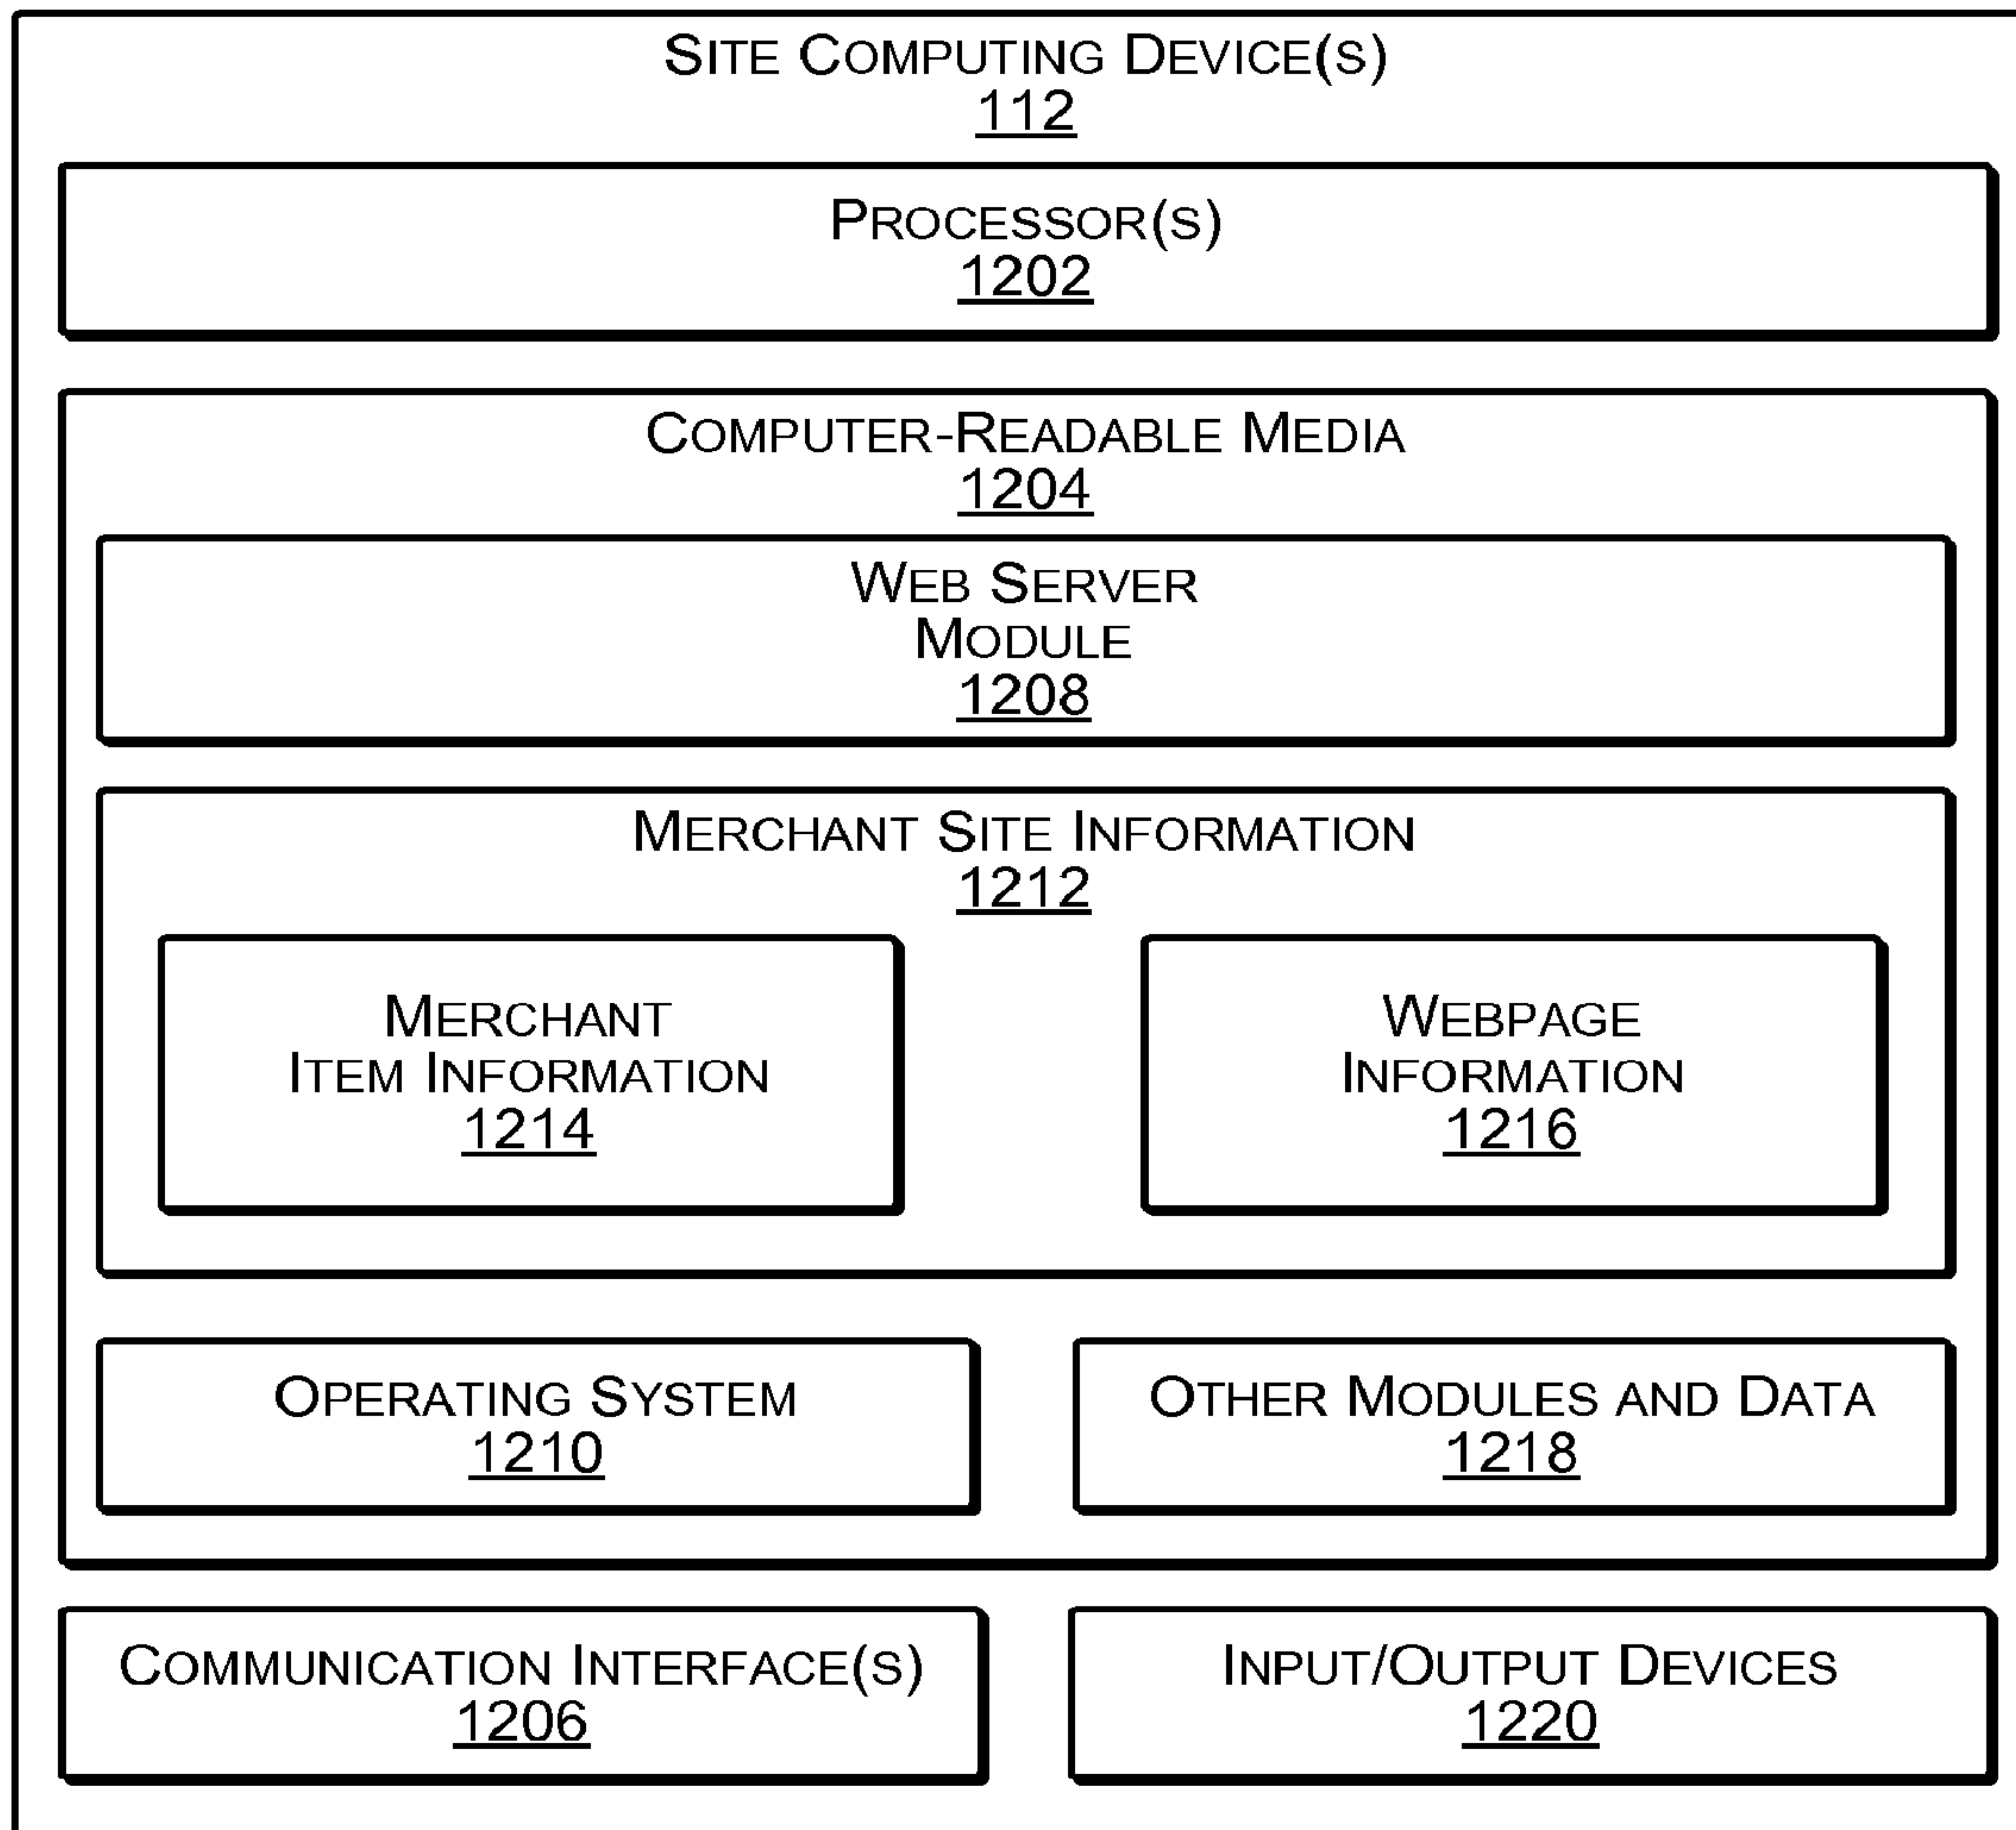 SITE COMPUTING DEVICE(S)
112
PROCESSOR(S)
1202
COMPUTER-READABLE MEDIA
1204
WEB SERVER
MODULE
1208
MERCHANT SITE INFORMATION
1212
MERCHANT
ITEM INFORMATION
1214
WEBPAGE
INFORMATION
1216
OPERATING SYSTEM
1210
OTHER MODULES AND DATA
1218
COMMUNICATION INTERFACE(S)
1206
INPUT/OUTPUT DEVICES
1220